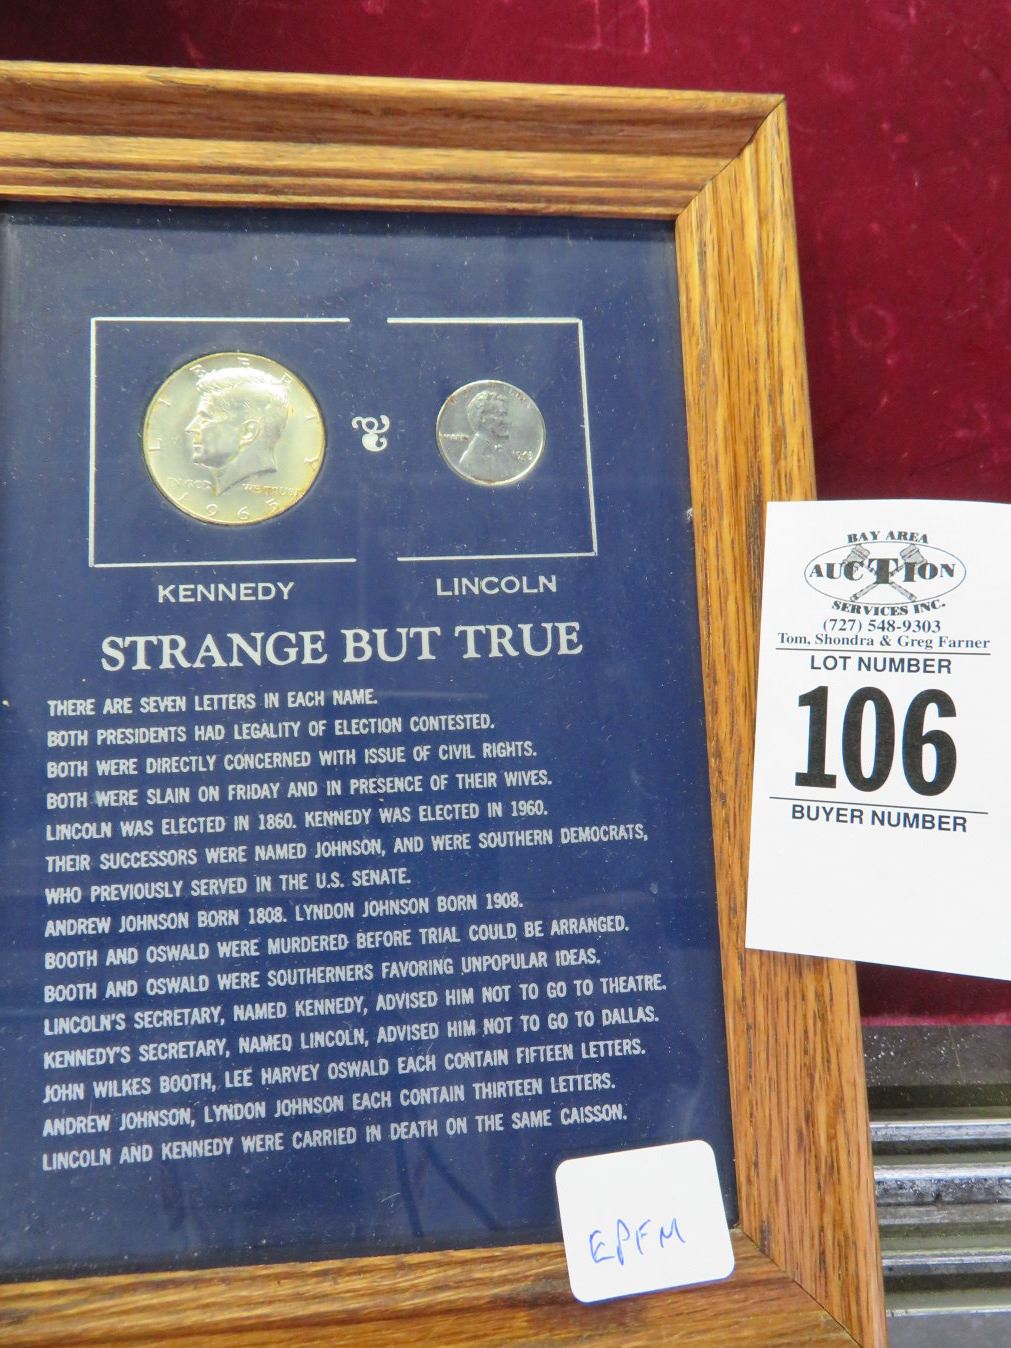 LIBERTY
IN GOD WE TRUST
1965
KENNEDY
LINCOLN
STRANGE BUT TRUE
THERE ARE SEVEN LETTERS IN EACH NAME.
BOTH PRESIDENTS HAD LEGALITY OF ELECTION CONTESTED.
BOTH WERE DIRECTLY CONCERNED WITH ISSUE OF CIVIL RIGHTS.
BOTH WERE SLAIN ON FRIDAY AND IN PRESENCE OF THEIR WIVES.
LINCOLN WAS ELECTED IN 1860. KENNEDY WAS ELECTED IN 1960.
THEIR SUCCESSORS WERE NAMED JOHNSON, AND WERE SOUTHERN DEMOCRATS,
WHO PREVIOUSLY SERVED IN THE U.S. SENATE.
ANDREW JOHNSON BORN 1808. LYNDON JOHNSON BORN 1908.
BOOTH AND OSWALD WERE MURDERED BEFORE TRIAL COULD BE ARRANGED.
BOOTH AND OSWALD WERE SOUTHERNERS FAVORING UNPOPULAR IDEAS.
LINCOLN'S SECRETARY, NAMED KENNEDY, ADVISED HIM NOT TO GO TO THEATRE.
KENNEDY'S SECRETARY, NAMED LINCOLN, ADVISED HIM NOT TO GO TO DALLAS.
JOHN WILKES BOOTH, LEE HARVEY OSWALD EACH CONTAIN FIFTEEN LETTERS.
ANDREW JOHNSON, LYNDON JOHNSON EACH CONTAIN THIRTEEN LETTERS.
LINCOLN AND KENNEDY WERE CARRIED IN DEATH ON THE SAME CAISSON.
EPFM
BAY AREA
AUCTION
SERVICES INC.
(727) 548-9303
Tom, Shondra & Greg Farner
LOT NUMBER
106
BUYER NUMBER